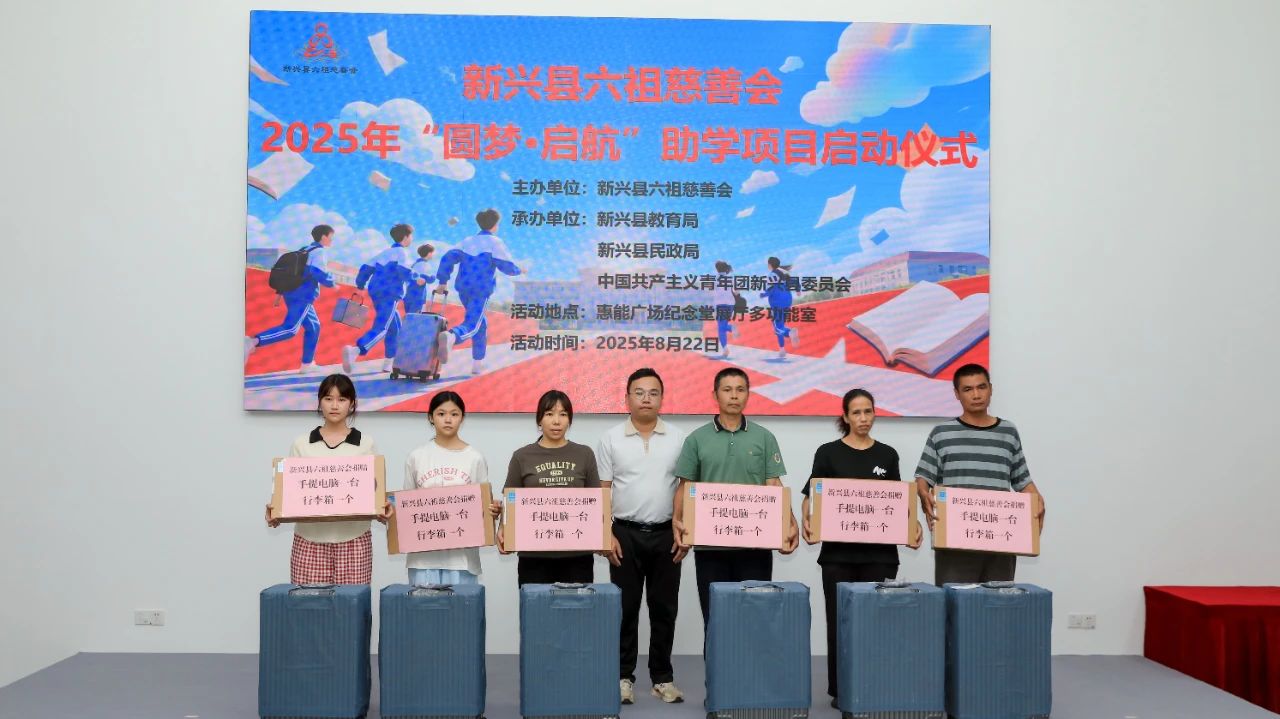 新兴县六祖慈善会
新兴县六祖慈善会
2025年“圆梦·启航”助学项目启动仪式
主办单位：新兴县六祖慈善会
承办单位：新兴县教育局
新兴县民政局
中国共产主义青年团新兴县委员会
活动地点：惠能广场纪念堂展厅多功能室
活动时间：2025年8月22日
新兴县六祖慈善会捐赠
手提电脑一台
行李箱一个
新兴县六祖慈善会捐赠
手提电脑一台
行李箱一个
新兴县六祖慈善会捐赠
手提电脑一台
行李箱一个
新兴县六祖慈善会捐赠
手提电脑一台
行李箱一个
新兴县六祖慈善会捐赠
手提电脑一台
行李箱一个
新兴县六祖慈善会捐赠
手提电脑一台
行李箱一个
EQUALITY